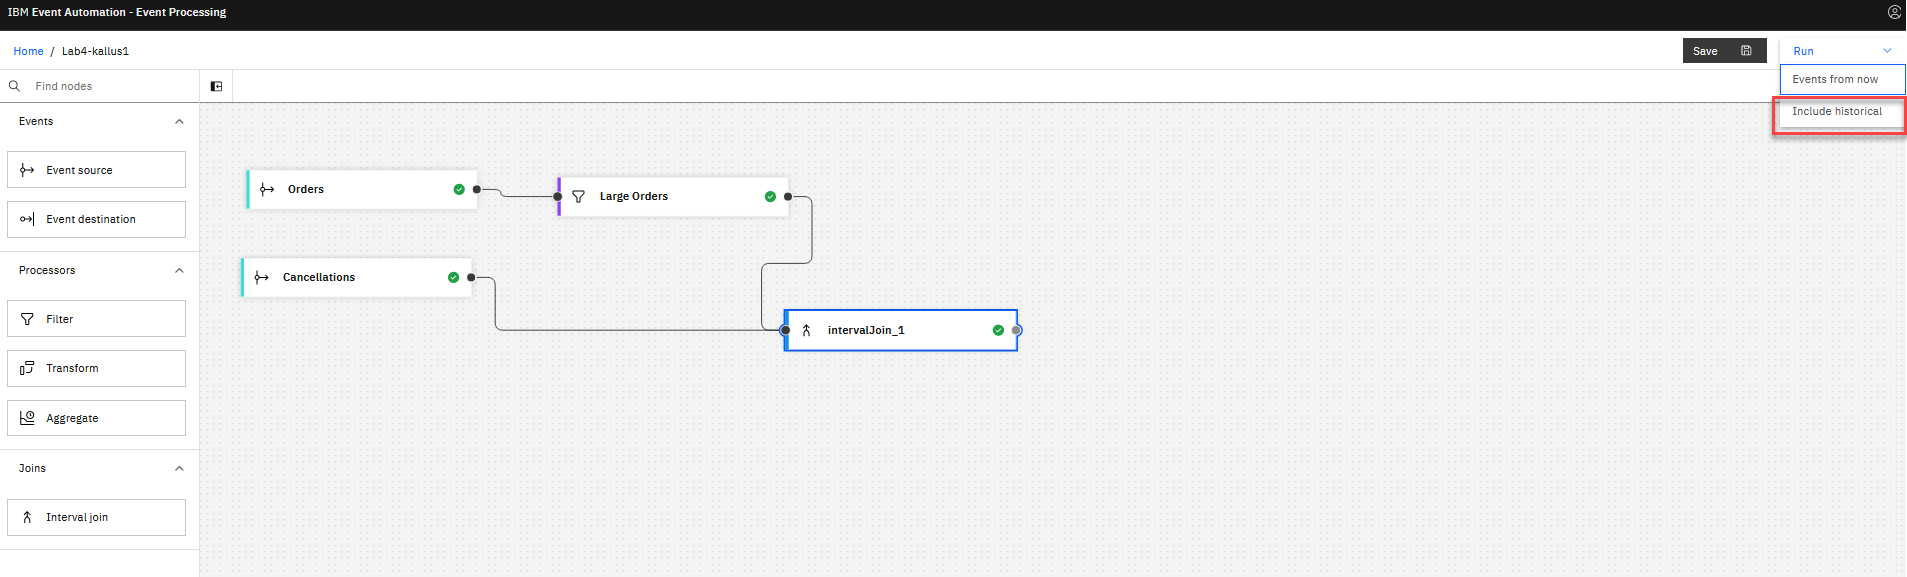 IBM Event Automation - Event Processing
Home / Lab4-kallus1
Save
Run
Find nodes
Events from now
Include historical
Events
Event source
Event destination
Processors
Filter
Transform
Aggregate
Joins
Interval join
Orders
Large Orders
Cancellations
intervalJoin_1